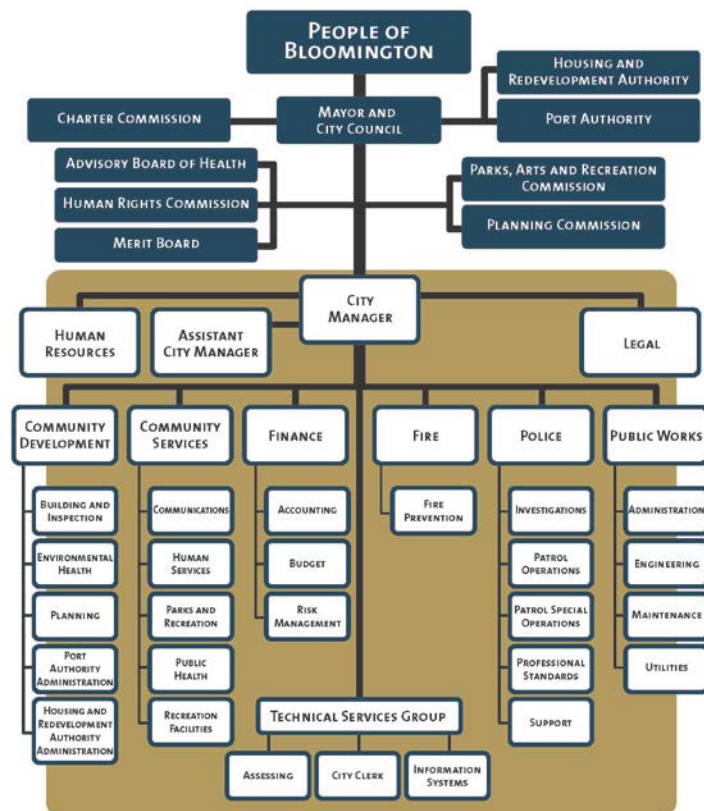 PEOPLE OF
BLOOMINGTON
HOUSING AND
REDEVELOPMENT AUTHORITY
CHARTER COMMISSION
MAYOR AND
CITY COUNCIL
PORT AUTHORITY
ADVISORY BOARD OF HEALTH
HUMAN RIGHTS COMMISSION
MERIT BOARD
PARKS, ARTS AND RECREATION
COMMISSION
PLANNING COMMISSION
CITY
MANAGER
HUMAN
RESOURCES
ASSISTANT
CITY MANAGER
LEGAL
COMMUNITY
DEVELOPMENT
COMMUNITY
SERVICES
FINANCE
FIRE
POLICE
PUBLIC WORKS
BUILDING AND
INSPECTION
ENVIRONMENTAL
HEALTH
PLANNING
PORT
AUTHORITY
ADMINISTRATION
HOUSING AND
REDEVELOPMENT
AUTHORITY
ADMINISTRATION
COMMUNICATIONS
HUMAN
SERVICES
PARKS AND
RECREATION
PUBLIC
HEALTH
RECREATION
FACILITIES
ACCOUNTING
BUDGET
RISK
MANAGEMENT
FIRE
PREVENTION
INVESTIGATIONS
PATROL
OPERATIONS
PATROL SPECIAL
OPERATIONS
PROFESSIONAL
STANDARDS
SUPPORT
ADMINISTRATION
ENGINEERING
MAINTENANCE
UTILITIES
TECHNICAL SERVICES GROUP
ASSESSING
CITY CLERK
INFORMATION
SYSTEMS